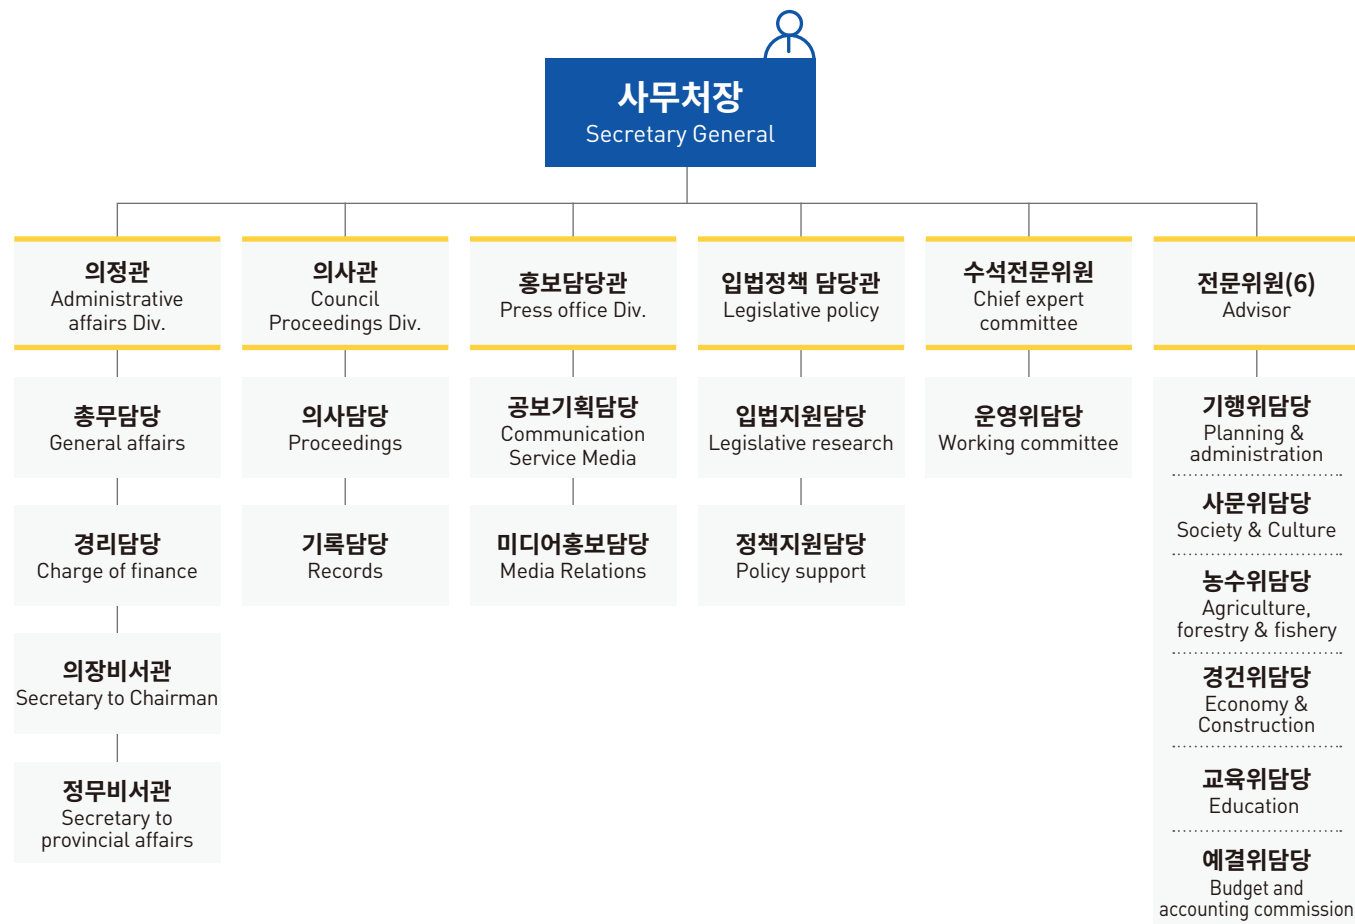 사무처장
Secretary General
의정관
Administrative
affairs Div.
의사관
Council
Proceedings Div.
홍보담당관
Press office Div.
입법정책 담당관
Legislative policy
수석전문위원
Chief expert
committee
전문위원(6)
Advisor
총무담당
General affairs
경리담당
Charge of finance
의장비서관
Secretary to Chairman
정무비서관
Secretary to
provincial affairs
의사담당
Proceedings
기록담당
Records
공보기획담당
Communication
Service Media
미디어홍보담당
Media Relations
입법지원담당
Legislative research
정책지원담당
Policy support
운영위담당
Working committee
기행위담당
Planning &
administration
사문위담당
Society & Culture
농수위담당
Agriculture,
forestry & fishery
경건위담당
Economy &
Construction
교육위담당
Education
예결위담당
Budget and
accounting commission